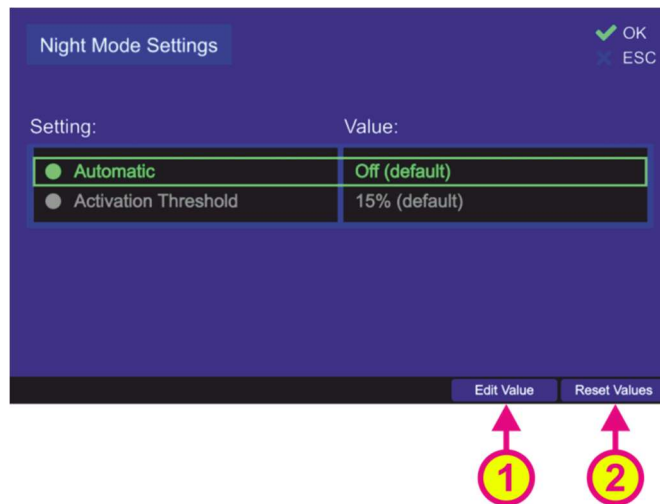 Night Mode Settings
OK
ESC
Setting: Value:
Automatic Off (default)
Activation Threshold 15% (default)
Edit Value Reset Values
1 2